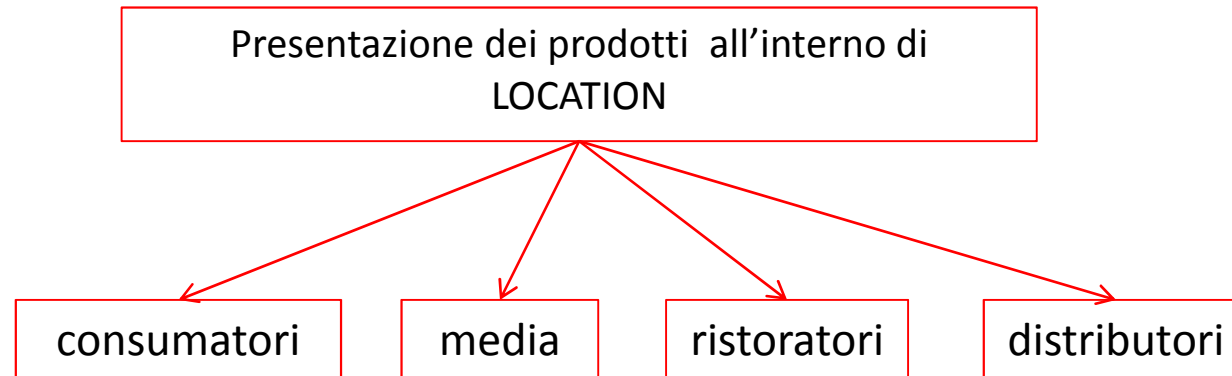 Presentazione dei prodotti all’interno di
LOCATION
consumatori media ristoratori distributori